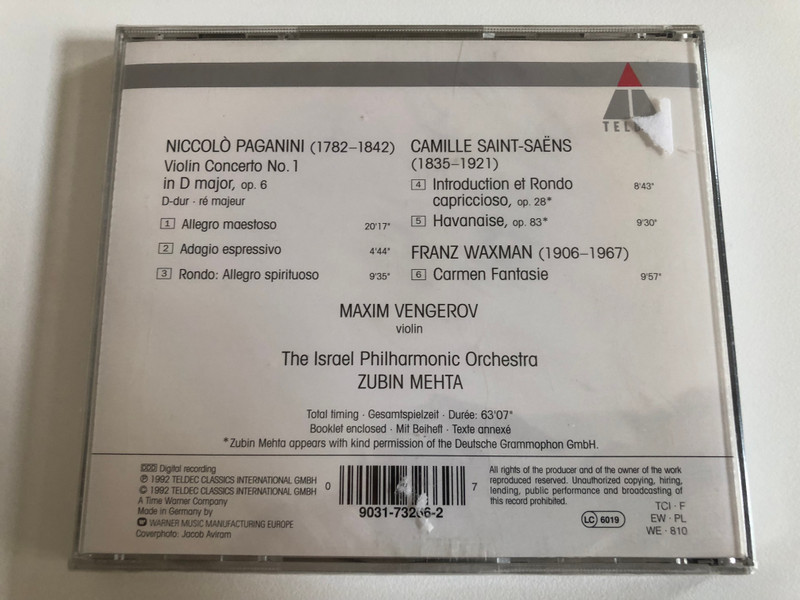 NICCOLÒ PAGANINI (1782–1842)
Violin Concerto No. 1
in D major, op. 6
D-dur · ré majeur
1 Allegro maestoso 20'17"
2 Adagio espressivo 4'44"
3 Rondo: Allegro spirituoso 9'35"
CAMILLE SAINT-SAËNS
(1835–1921)
4 Introduction et Rondo
capriccioso, op. 28* 8'43"
5 Havanaise, op. 83* 9'30"
FRANZ WAXMAN (1906–1967)
6 Carmen Fantasie 9'57"
MAXIM VENGEROV
violin
The Israel Philharmonic Orchestra
ZUBIN MEHTA
Total timing · Gesamtspielzeit · Durée: 63'07"
Booklet enclosed · Mit Beiheft · Texte annexé
*Zubin Mehta appears with kind permission of the Deutsche Grammophon GmbH.
DDD Digital recording
℗ 1992 TELDEC CLASSICS INTERNATIONAL GMBH
© 1992 TELDEC CLASSICS INTERNATIONAL GMBH
A Time Warner Company
Made in Germany by
WARNER MUSIC MANUFACTURING EUROPE
Coverphoto: Jacob Aviram
0 7
All rights of the producer and of the owner of the work
reproduced reserved. Unauthorized copying, hiring,
lending, public performance and broadcasting of
this record prohibited.
LC 6019
TCI · F
EW · PL
WE · 810